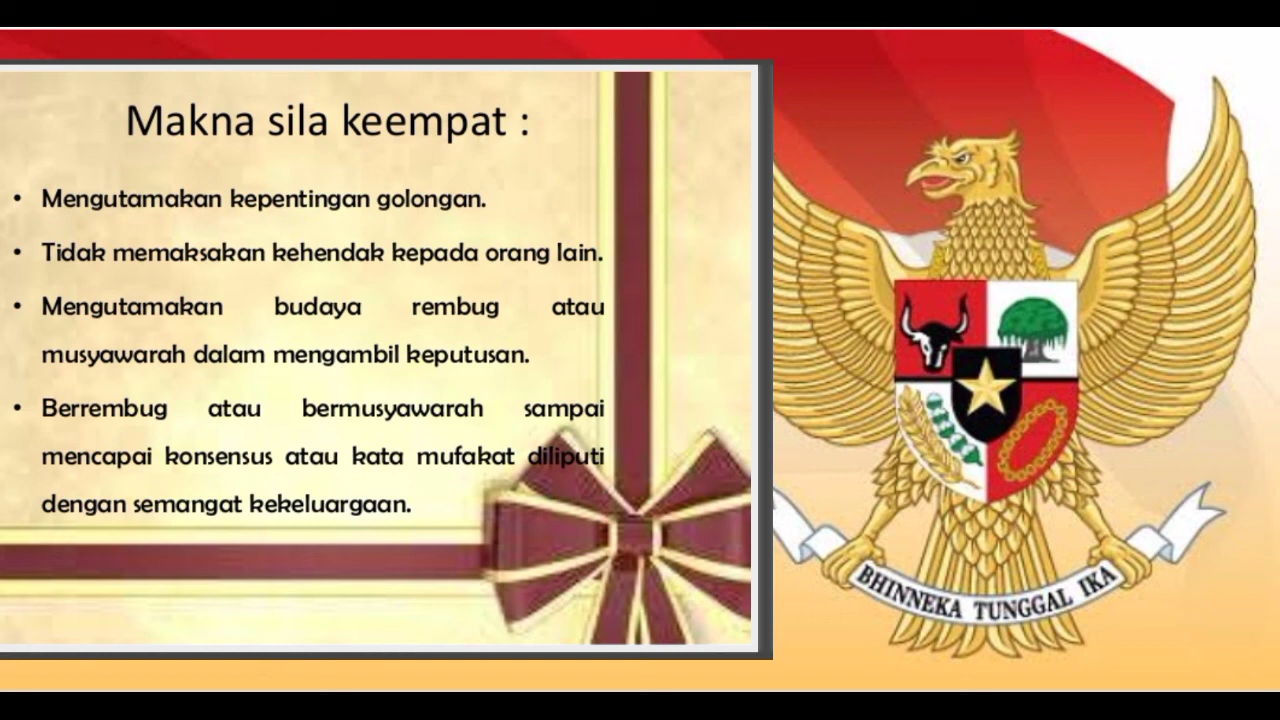 Makna sila keempat :
• Mengutamakan kepentingan golongan.
• Tidak memaksakan kehendak kepada orang lain.
• Mengutamakan budaya rembug atau
musyawarah dalam mengambil keputusan.
• Berrembug atau bermusyawarah sampai
mencapai konsensus atau kata mufakat diliputi
dengan semangat kekeluargaan.
BHINNEKA TUNGGAL IKA